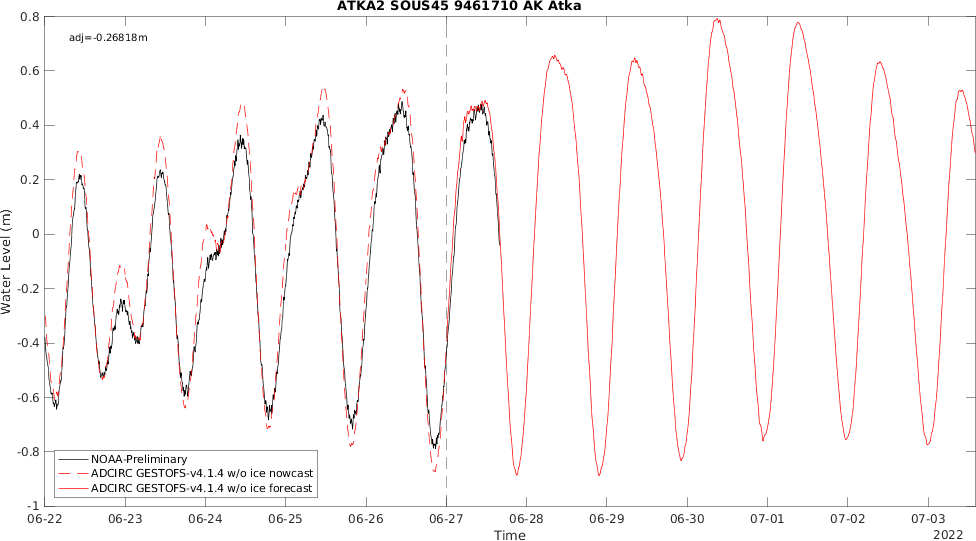 ATKA2 SOUS45 9461710 AK Atka
adj=-0.26818m
0.8
0.6
0.4
0.2
0
-0.2
-0.4
-0.6
-0.8
-1
Water Level (m)
NOAA-Preliminary
ADCIRC GESTOFS-v4.1.4 w/o ice nowcast
ADCIRC GESTOFS-v4.1.4 w/o ice forecast
06-22 06-23 06-24 06-25 06-26 06-27 06-28 06-29 06-30 07-01 07-02 07-03
Time
2022